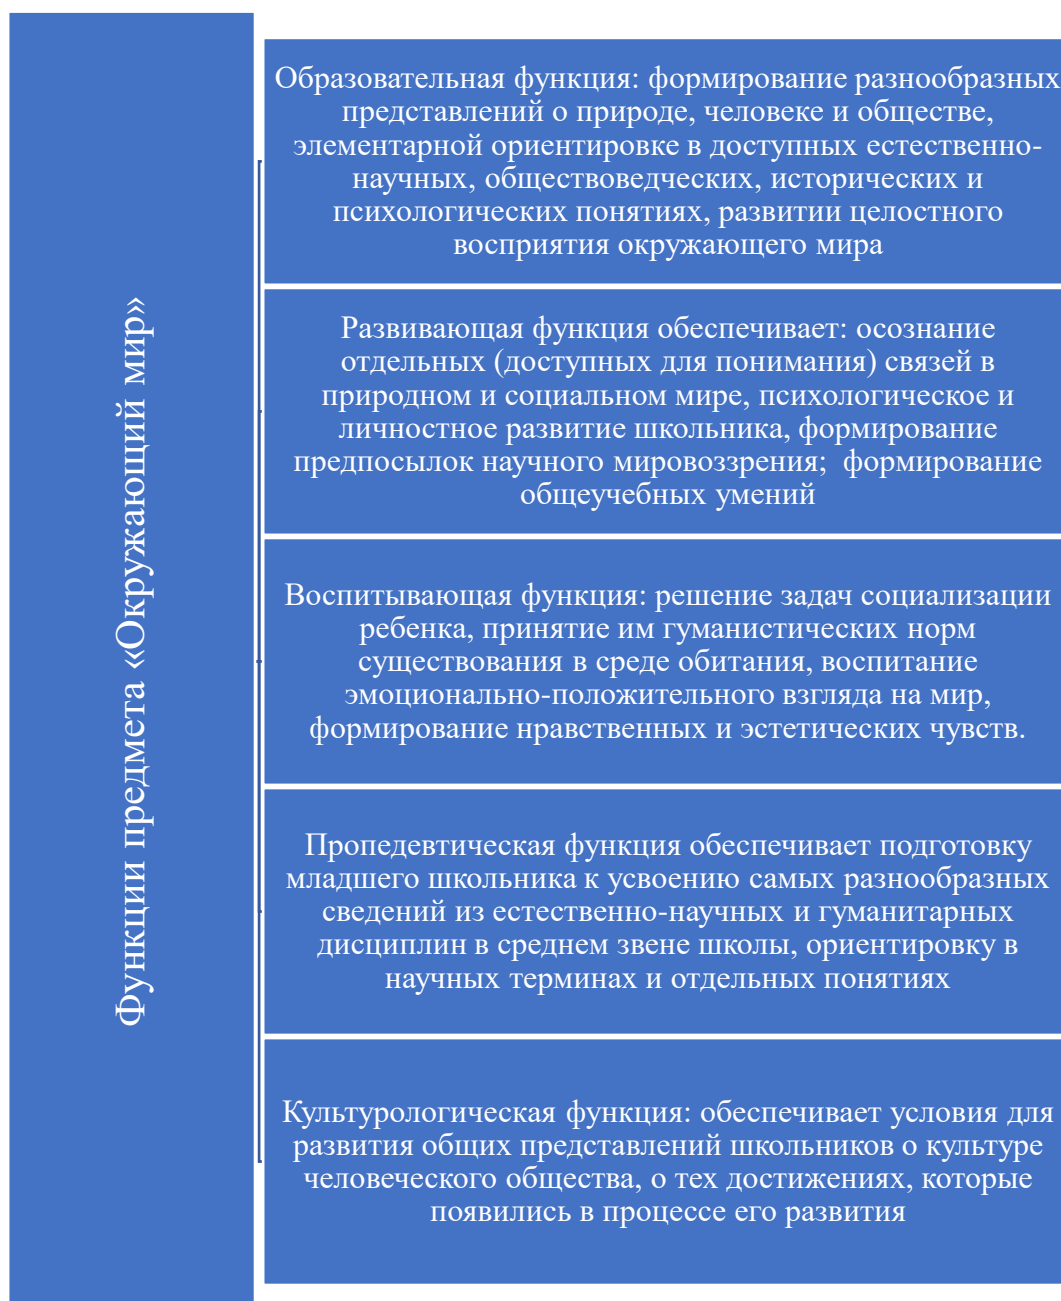 Функции предмета «Окружающий мир»
Образовательная функция: формирование разнообразных
представлений о природе, человеке и обществе,
элементарной ориентировке в доступных естественно-
научных, обществоведческих, исторических и
психологических понятиях, развитии целостного
восприятия окружающего мира
Развивающая функция обеспечивает: осознание
отдельных (доступных для понимания) связей в
природном и социальном мире, психологическое и
личностное развитие школьника, формирование
предпосылок научного мировоззрения; формирование
общеучебных умений
Воспитывающая функция: решение задач социализации
ребенка, принятие им гуманистических норм
существования в среде обитания, воспитание
эмоционально-положительного взгляда на мир,
формирование нравственных и эстетических чувств.
Пропедевтическая функция обеспечивает подготовку
младшего школьника к усвоению самых разнообразных
сведений из естественно-научных и гуманитарных
дисциплин в среднем звене школы, ориентировку в
научных терминах и отдельных понятиях
Культурологическая функция: обеспечивает условия для
развития общих представлений школьников о культуре
человеческого общества, о тех достижениях, которые
появились в процессе его развития